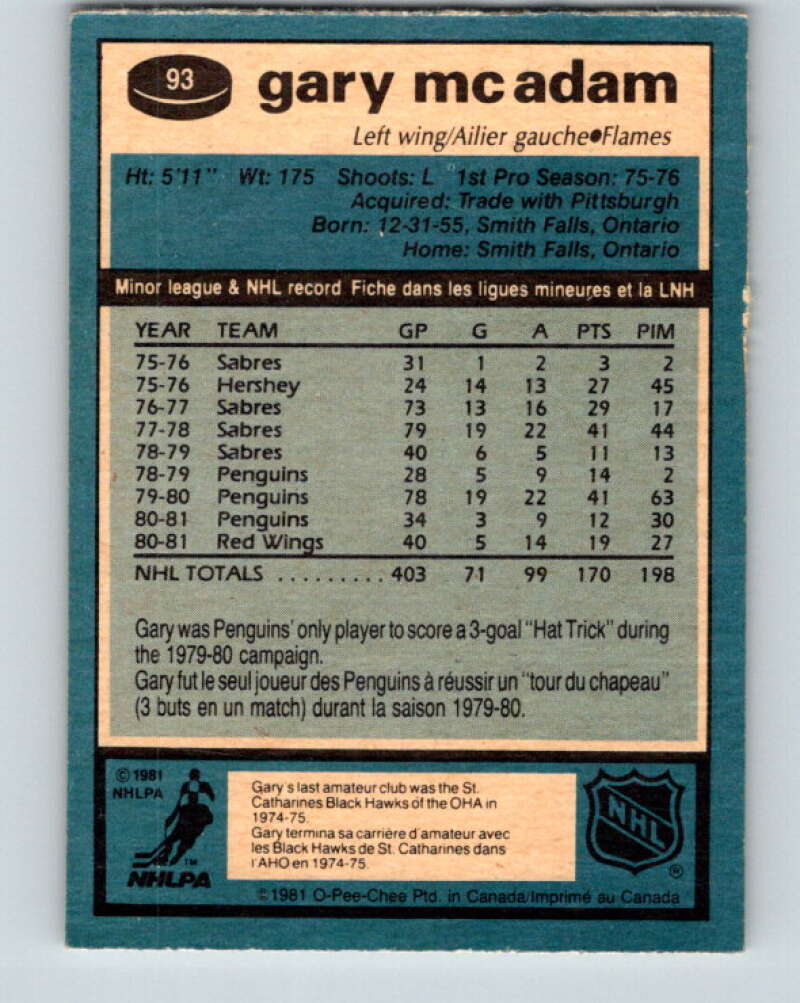 93
gary mc adam
Left wing/Ailier gauche●Flames
Ht: 5'11" Wt: 175 Shoots: L 1st Pro Season: 75-76
Acquired: Trade with Pittsburgh
Born: 12-31-55, Smith Falls, Ontario
Home: Smith Falls, Ontario
Minor league & NHL record Fiche dans les ligues mineures et la LNH
YEAR TEAM GP G A PTS PIM
75-76 Sabres 31 1 2 3 2
75-76 Hershey 24 14 13 27 45
76-77 Sabres 73 13 16 29 17
77-78 Sabres 79 19 22 41 44
78-79 Sabres 40 6 5 11 13
78-79 Penguins 28 5 9 14 2
79-80 Penguins 78 19 22 41 63
80-81 Penguins 34 3 9 12 30
80-81 Red Wings 40 5 14 19 27
NHL TOTALS .......... 403 71 99 170 198
Gary was Penguins' only player to score a 3-goal "Hat Trick" during
the 1979-80 campaign.
Gary fut le seul joueur des Penguins à réussir un "tour du chapeau"
(3 buts en un match) durant la saison 1979-80.
© 1981
NHLPA
TM
NHLPA
Gary's last amateur club was the St.
Catharines Black Hawks of the OHA in
1974-75.
Gary termina sa carrière d'amateur avec
les Black Hawks de St. Catharines dans
l'AHO en 1974-75.
NHL
®
© 1981 O-Pee-Chee Ptd. in Canada/Imprimé au Canada